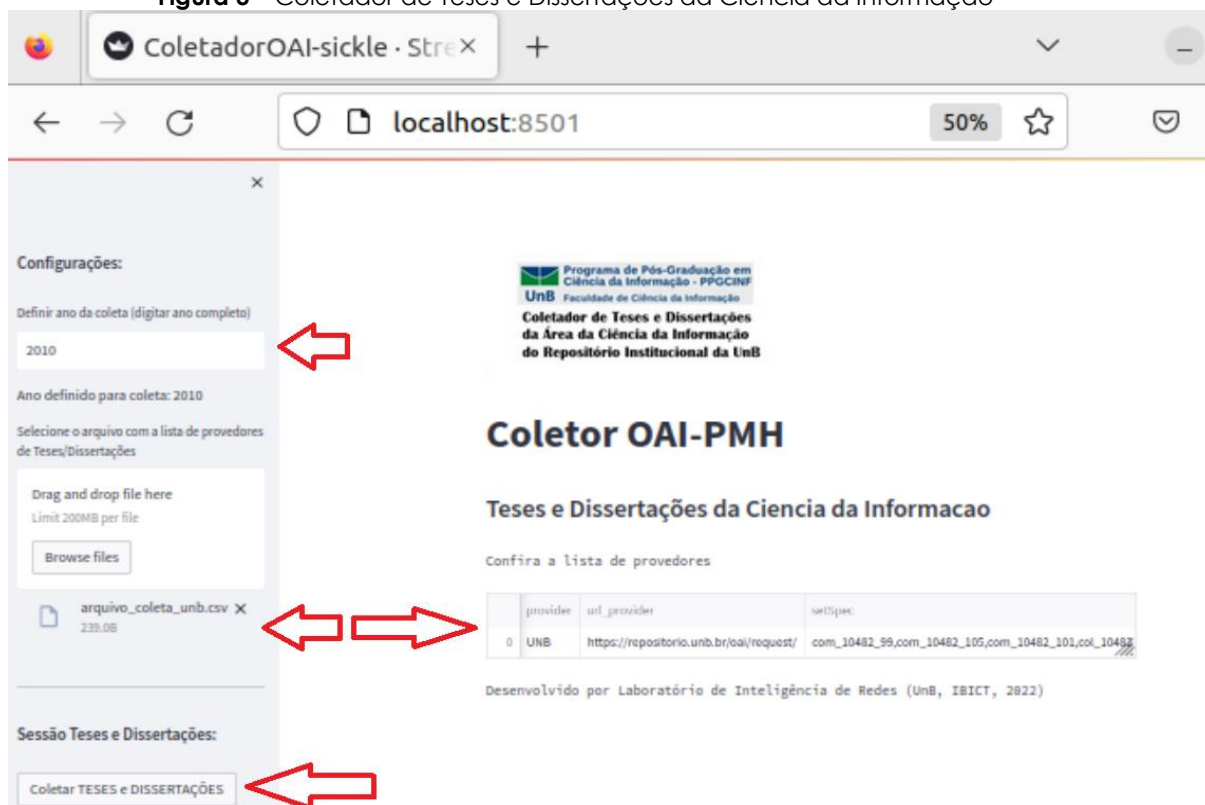 Figura 6 – Coletador de Teses e Dissertações da Ciência da Informação
ColetadorOAI-sickle · Stre
localhost:8501
50%
Configurações:
Definir ano da coleta (digitar ano completo)
2010
Ano definido para coleta: 2010
Selecione o arquivo com a lista de provedores
de Teses/Dissertações
Drag and drop file here
Limit 200MB per file
Browse files
arquivo_coleta_unb.csv
239.0B
Sessão Teses e Dissertações:
Coletar TESES e DISSERTAÇÕES
Programa de Pós-Graduação em
Ciência da Informação - PPGCINF
UnB Faculdade de Ciência da Informação
Coletador de Teses e Dissertações
da Área da Ciência da Informação
do Repositório Institucional da UnB
Coletor OAI-PMH
Teses e Dissertações da Ciencia da Informacao
Confira a lista de provedores
provider url_provider setSpec
0 UNB https://repositorio.unb.br/oai/request/ com_10482_99,com_10482_105,com_10482_101,col_10482
Desenvolvido por Laboratório de Inteligência de Redes (UnB, IBICT, 2022)